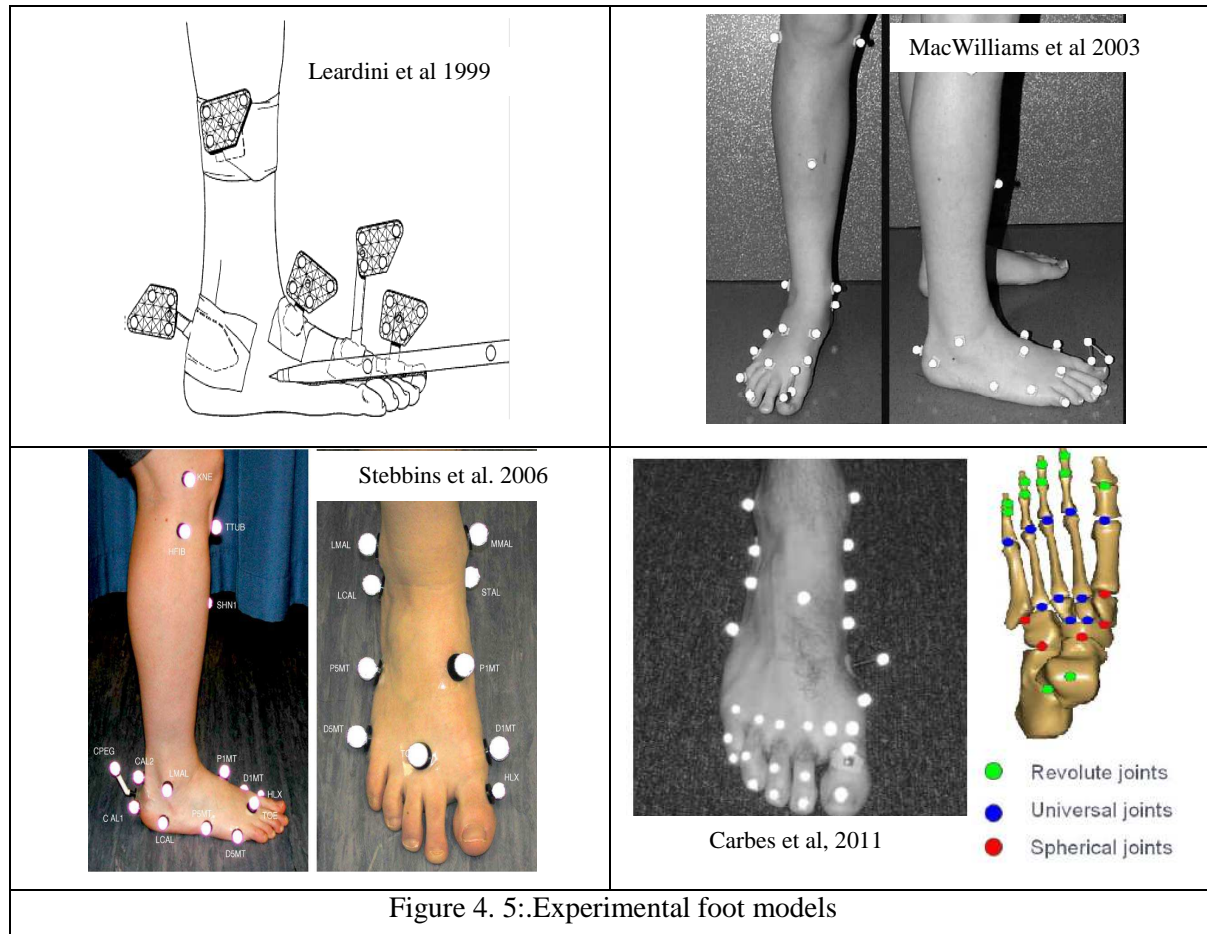 Leardini et al 1999
MacWilliams et al 2003
Stebbins et al. 2006
KNE
TTUB
HFIB
SHN1
CPEG
CAL2
LMAL
P1MT
D1MT
HLX
TOE
C AL1
LCAL
P5MT
D5MT
LMAL
MMAL
LCAL
STAL
P5MT
P1MT
D5MT
D1MT
HLX
Carbes et al, 2011
Revolute joints
Universal joints
Spherical joints
Figure 4. 5:.Experimental foot models